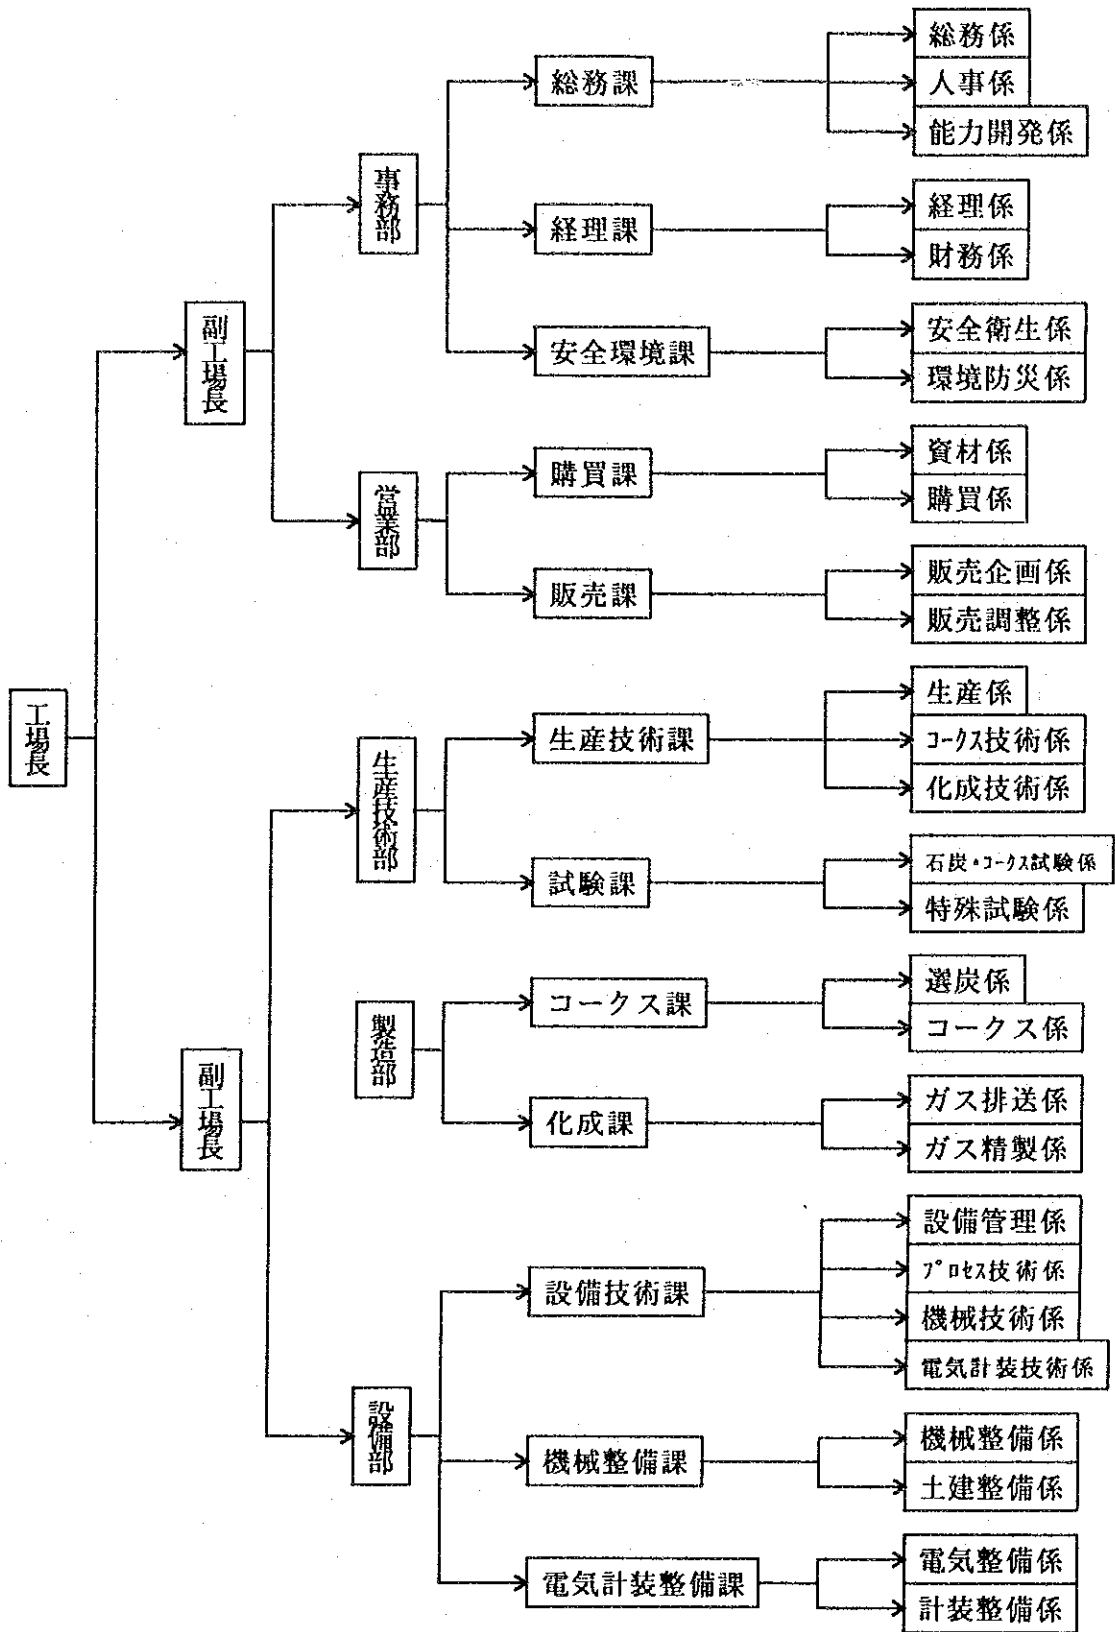 工場長
副工場長
事務部
総務課
総務係
人事係
能力開発係
経理課
経理係
財務係
安全環境課
安全衛生係
環境防災係
営業部
購買課
資材係
購買係
販売課
販売企画係
販売調整係
副工場長
生産技術部
生産技術課
生産係
コークス技術係
化成技術係
試験課
石炭・コークス試験係
特殊試験係
製造部
コークス課
選炭係
コークス係
化成課
ガス排送係
ガス精製係
設備部
設備技術課
設備管理係
プロセス技術係
機械技術係
電気計装技術係
機械整備課
機械整備係
土建整備係
電気計装整備課
電気整備係
計装整備係